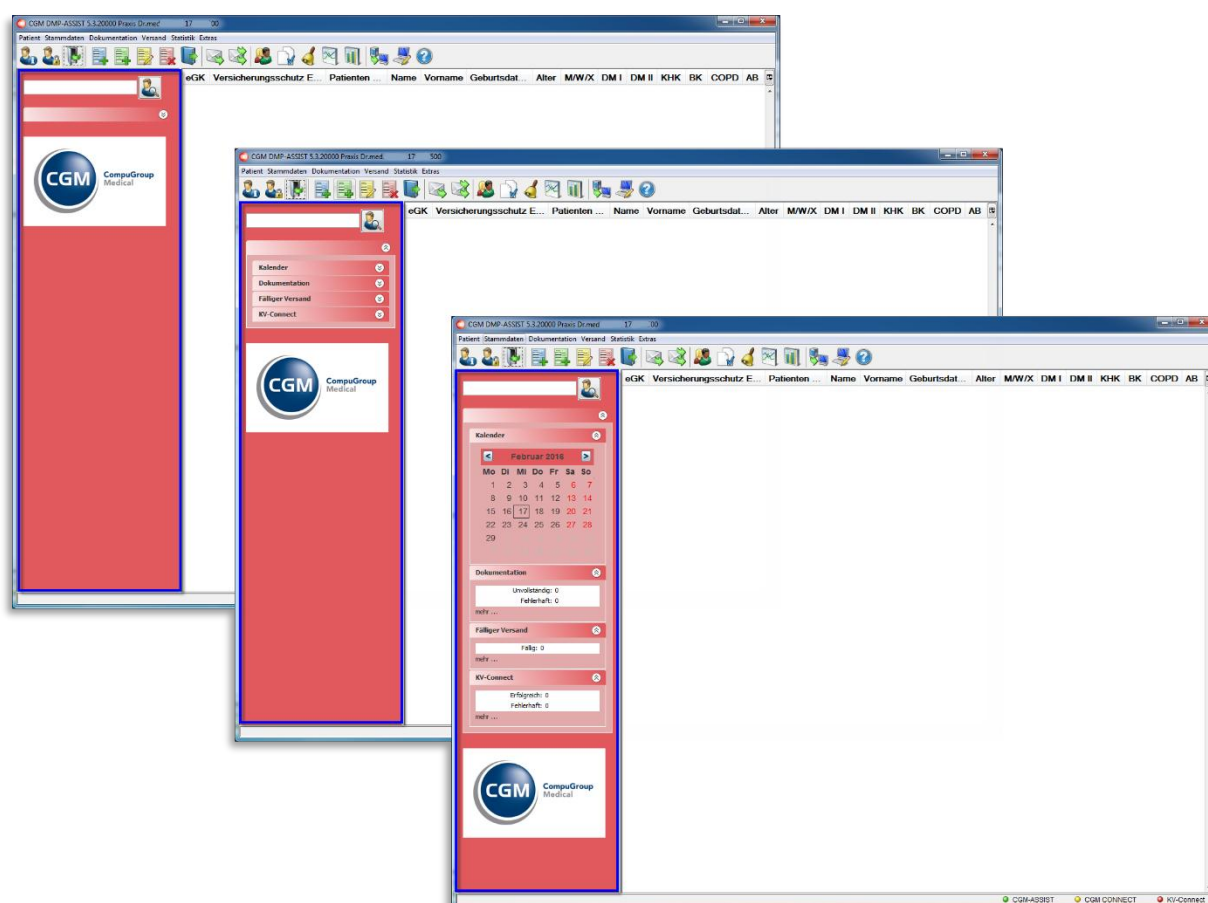 CGM DMP-ASSIST 5.3.20000 Praxis Dr.med 17 00
Patient Stammdaten Dokumentation Versand Statistik Extras
eGK Versicherungsschutz E... Patienten ... Name Vorname Geburtsdat... Alter M/W/X DM I DM II KHK BK COPD AB
CGM CompuGroup
Medical
CGM DMP-ASSIST 5.3.20000 Praxis Dr.med. 17 500
Patient Stammdaten Dokumentation Versand Statistik Extras
eGK Versicherungsschutz E... Patienten ... Name Vorname Geburtsdat... Alter M/W/X DM I DM II KHK BK COPD AB
Kalender
Dokumentation
Fälliger Versand
KV-Connect
CGM CompuGroup
Medical
CGM DMP-ASSIST 5.3.20000 Praxis Dr.med 17 00
Patient Stammdaten Dokumentation Versand Statistik Extras
eGK Versicherungsschutz E... Patienten ... Name Vorname Geburtsdat... Alter M/W/X DM I DM II KHK BK COPD AB
Kalender
< Februar 2016 >
Mo Di Mi Do Fr Sa So
1 2 3 4 5 6 7
8 9 10 11 12 13 14
15 16 17 18 19 20 21
22 23 24 25 26 27 28
29
Dokumentation
Unvollständig: 0
Fehlerhaft: 0
mehr ...
Fälliger Versand
Fällig: 0
mehr ...
KV-Connect
Erfolgreich: 0
Fehlerhaft: 0
mehr ...
CGM CompuGroup
Medical
CGM-ASSIST CGM CONNECT KV-Connect